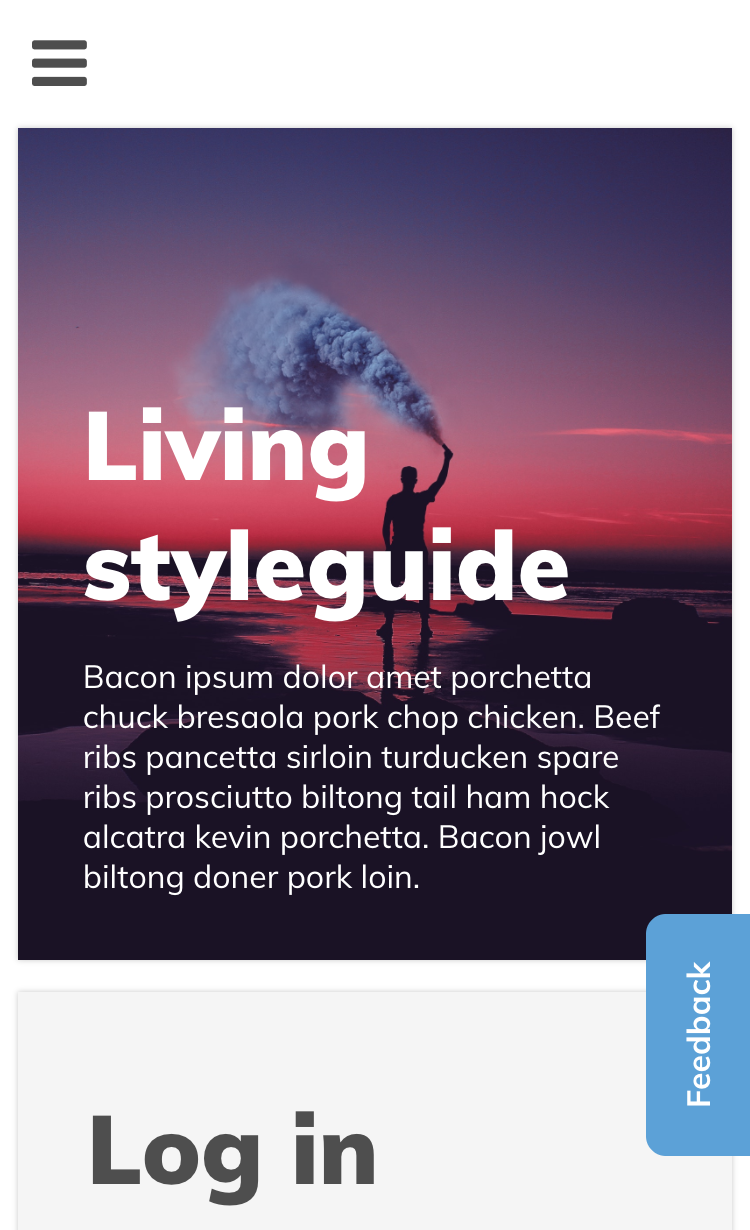 Living
styleguide
Bacon ipsum dolor amet porchetta
chuck bresaola pork chop chicken. Beef
ribs pancetta sirloin turducken spare
ribs prosciutto biltong tail ham hock
alcatra kevin porchetta. Bacon jowl
biltong doner pork loin.
Feedback
Log in